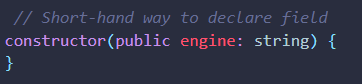 // Short-hand way to declare field
constructor(public engine: string) {
}